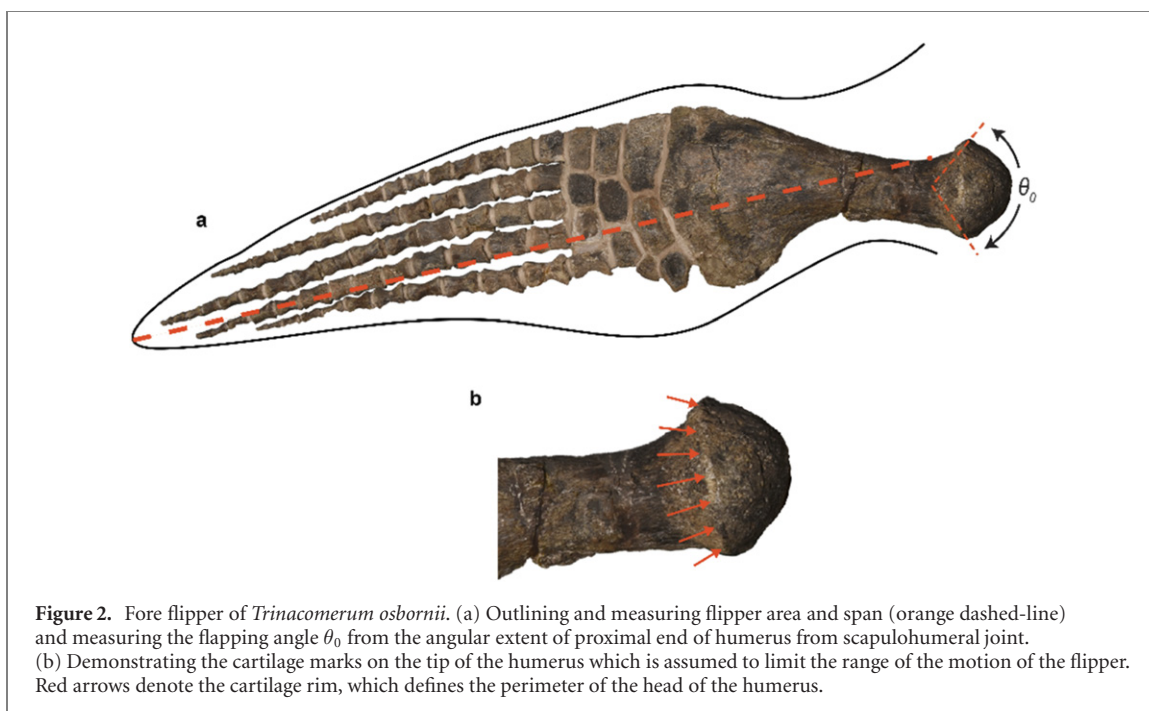 a
θ₀
b
Figure 2. Fore flipper of Trinacomerum osbornii. (a) Outlining and measuring flipper area and span (orange dashed-line)
and measuring the flapping angle θ₀ from the angular extent of proximal end of humerus from scapulohumeral joint.
(b) Demonstrating the cartilage marks on the tip of the humerus which is assumed to limit the range of the motion of the flipper.
Red arrows denote the cartilage rim, which defines the perimeter of the head of the humerus.